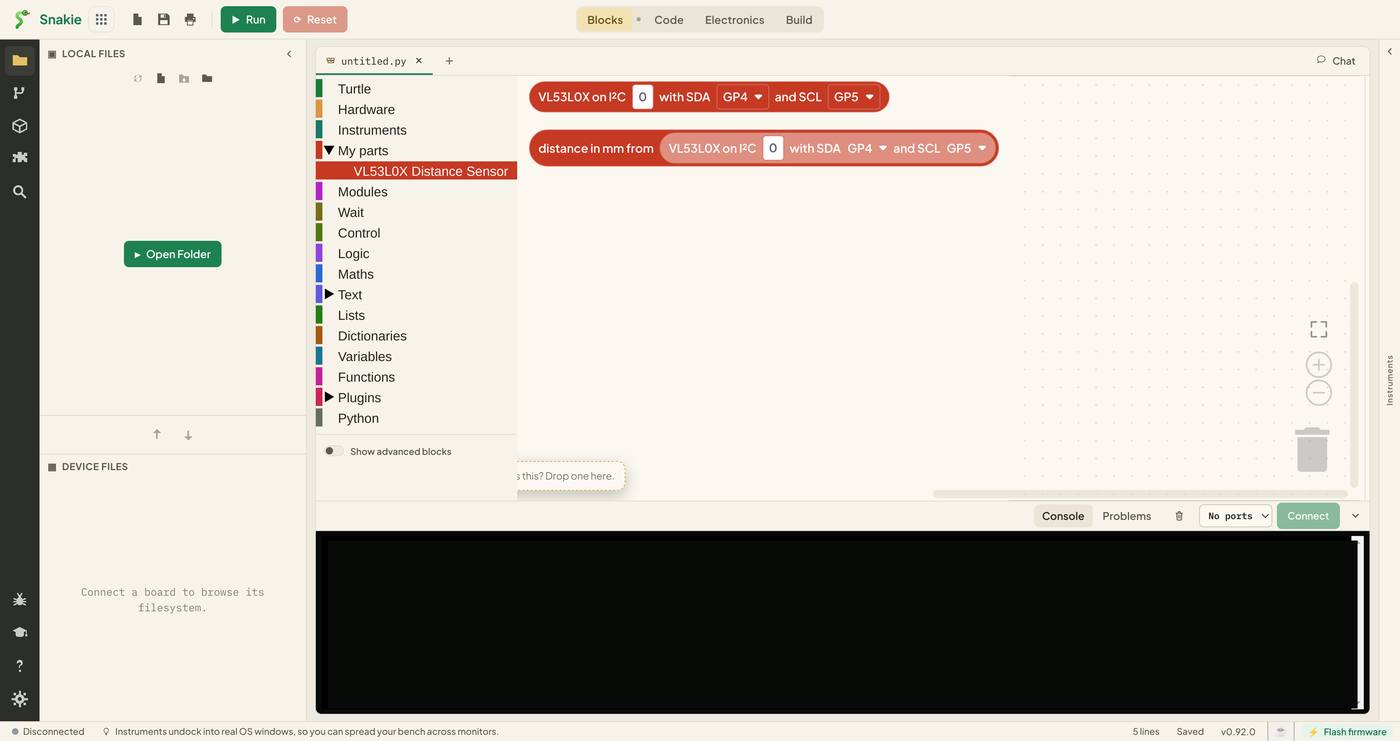 Snakie
Run
Reset
Blocks
Code
Electronics
Build
LOCAL FILES
Open Folder
DEVICE FILES
Connect a board to browse its
filesystem.
untitled.py
Chat
Turtle
Hardware
Instruments
My parts
VL53L0X Distance Sensor
Modules
Wait
Control
Logic
Maths
Text
Lists
Dictionaries
Variables
Functions
Plugins
Python
Show advanced blocks
VL53L0X on I²C 0 with SDA GP4 and SCL GP5
distance in mm from VL53L0X on I²C 0 with SDA GP4 and SCL GP5
s this? Drop one here.
Console
Problems
No ports
Connect
Instruments
Disconnected
Instruments undock into real OS windows, so you can spread your bench across monitors.
5 lines
Saved
v0.92.0
Flash firmware